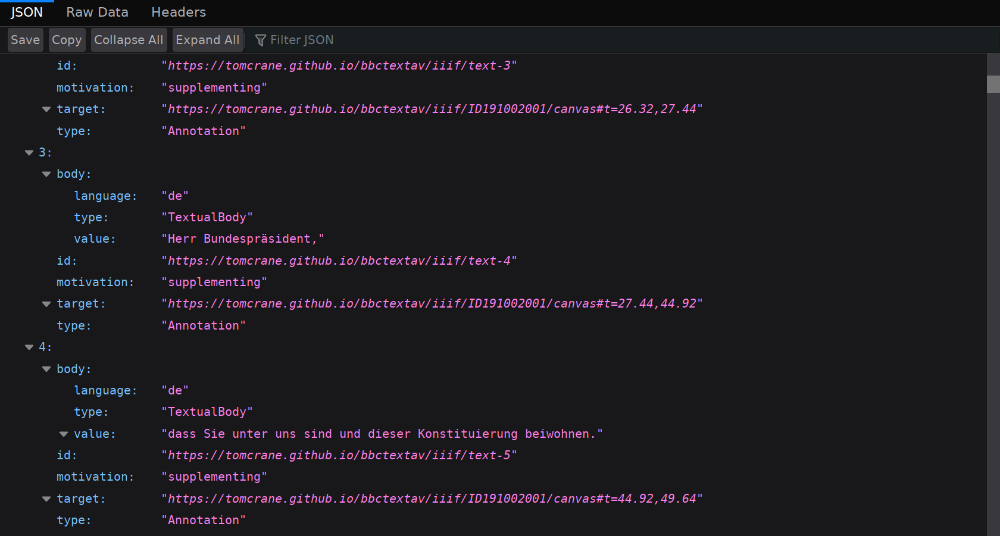 JSON Raw Data Headers
Save Copy Collapse All Expand All Filter JSON
id: "https://tomcrane.github.io/bbctextav/iiif/text-3"
motivation: "supplementing"
target: "https://tomcrane.github.io/bbctextav/iiif/ID191002001/canvas#t=26.32,27.44"
type: "Annotation"
3:
body:
language: "de"
type: "TextualBody"
value: "Herr Bundespräsident,"
id: "https://tomcrane.github.io/bbctextav/iiif/text-4"
motivation: "supplementing"
target: "https://tomcrane.github.io/bbctextav/iiif/ID191002001/canvas#t=27.44,44.92"
type: "Annotation"
4:
body:
language: "de"
type: "TextualBody"
value: "dass Sie unter uns sind und dieser Konstituierung beiwohnen."
id: "https://tomcrane.github.io/bbctextav/iiif/text-5"
motivation: "supplementing"
target: "https://tomcrane.github.io/bbctextav/iiif/ID191002001/canvas#t=44.92,49.64"
type: "Annotation"